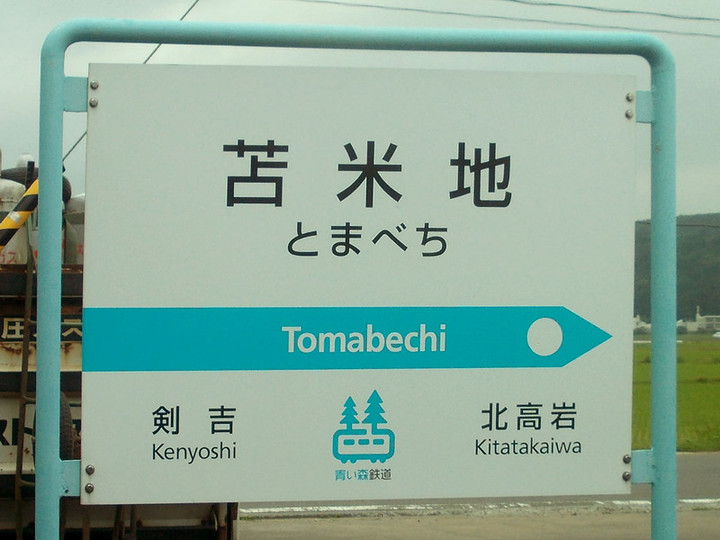 苫米地
とまべち
Tomabechi
剣吉
Kenyoshi
北高岩
Kitatakaiwa
青い森鉄道